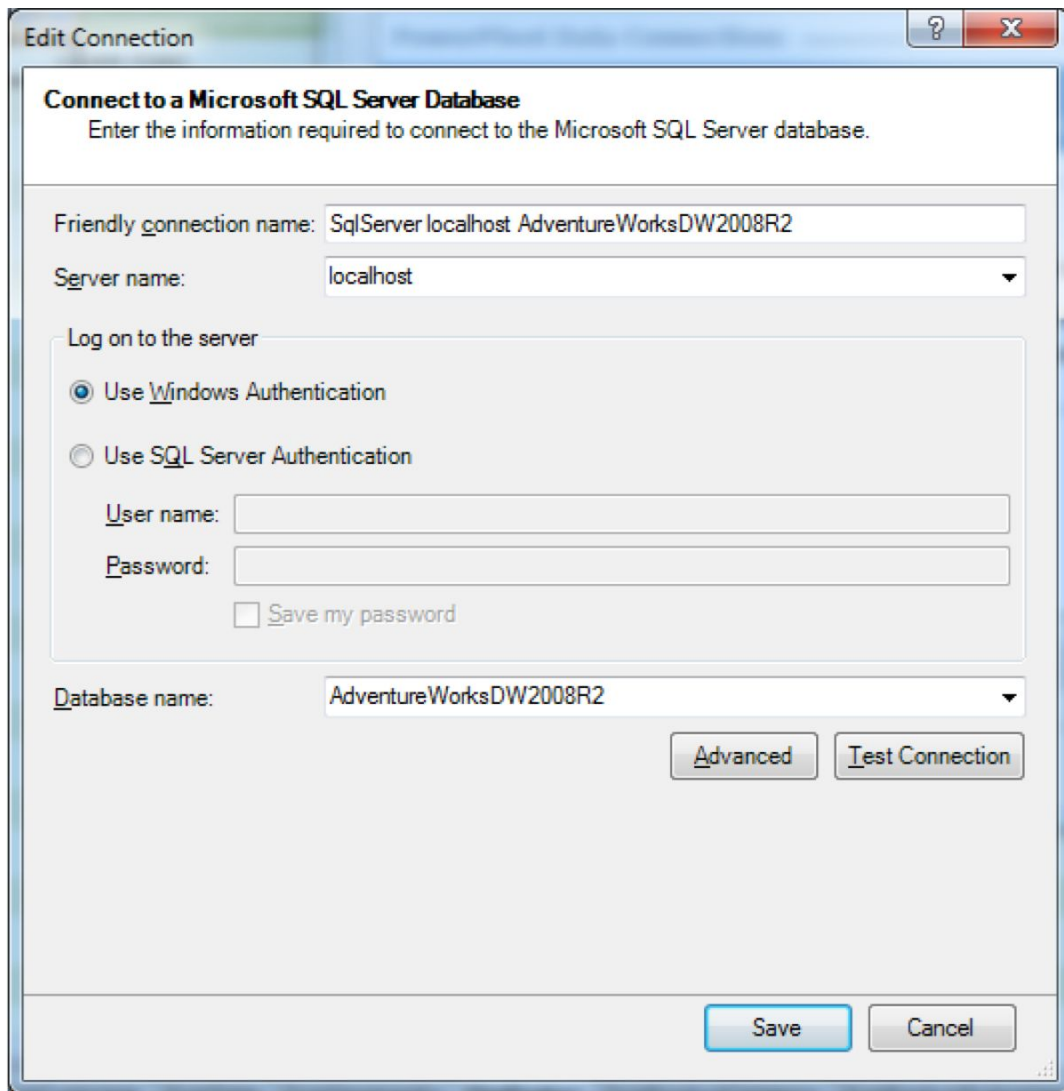 Edit Connection
?
X
Connect to a Microsoft SQL Server Database
Enter the information required to connect to the Microsoft SQL Server database.
Friendly connection name: SqlServer localhost AdventureWorksDW2008R2
Server name: localhost
Log on to the server
Use Windows Authentication
Use SQL Server Authentication
User name:
Password:
Save my password
Database name: AdventureWorksDW2008R2
Advanced Test Connection
Save Cancel